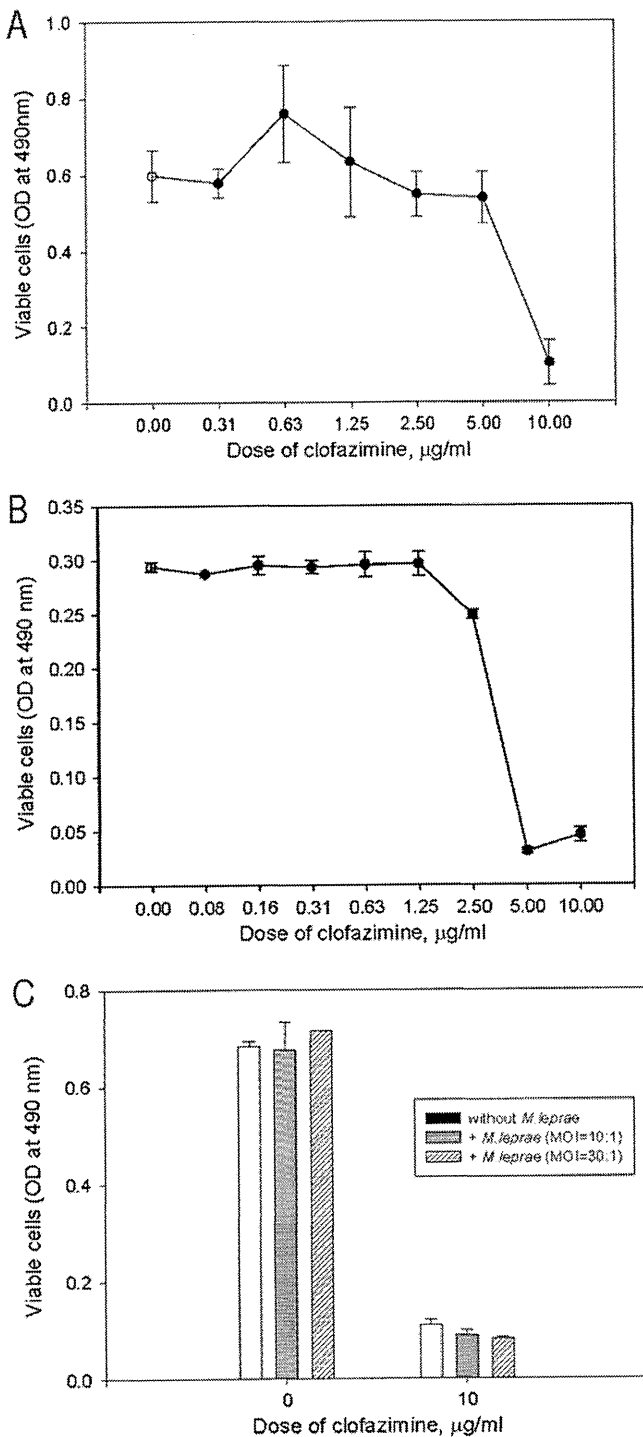 A
Viable cells (OD at 490nm)
1.0
0.8
0.6
0.4
0.2
0.0
0.00 0.31 0.63 1.25 2.50 5.00 10.00
Dose of clofazimine, µg/ml
B
Viable cells (OD at 490 nm)
0.35
0.30
0.25
0.20
0.15
0.10
0.05
0.00
0.00 0.08 0.16 0.31 0.63 1.25 2.50 5.00 10.00
Dose of clofazimine, µg/ml
C
Viable cells (OD at 490 nm)
0.8
0.6
0.4
0.2
0.0
without M.leprae
+ M.leprae (MOI=10:1)
+ M.leprae (MOI=30:1)
0 10
Dose of clofazimine, µg/ml